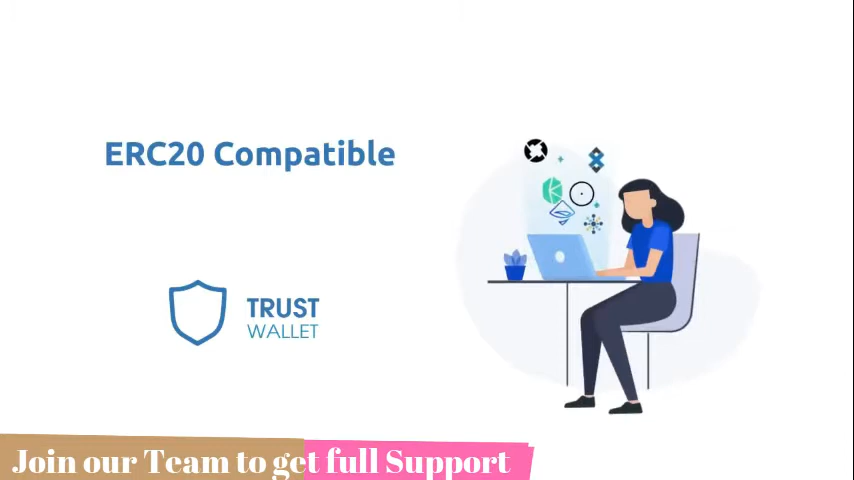 ERC20 Compatible
TRUST
WALLET
Join our Team to get full Support